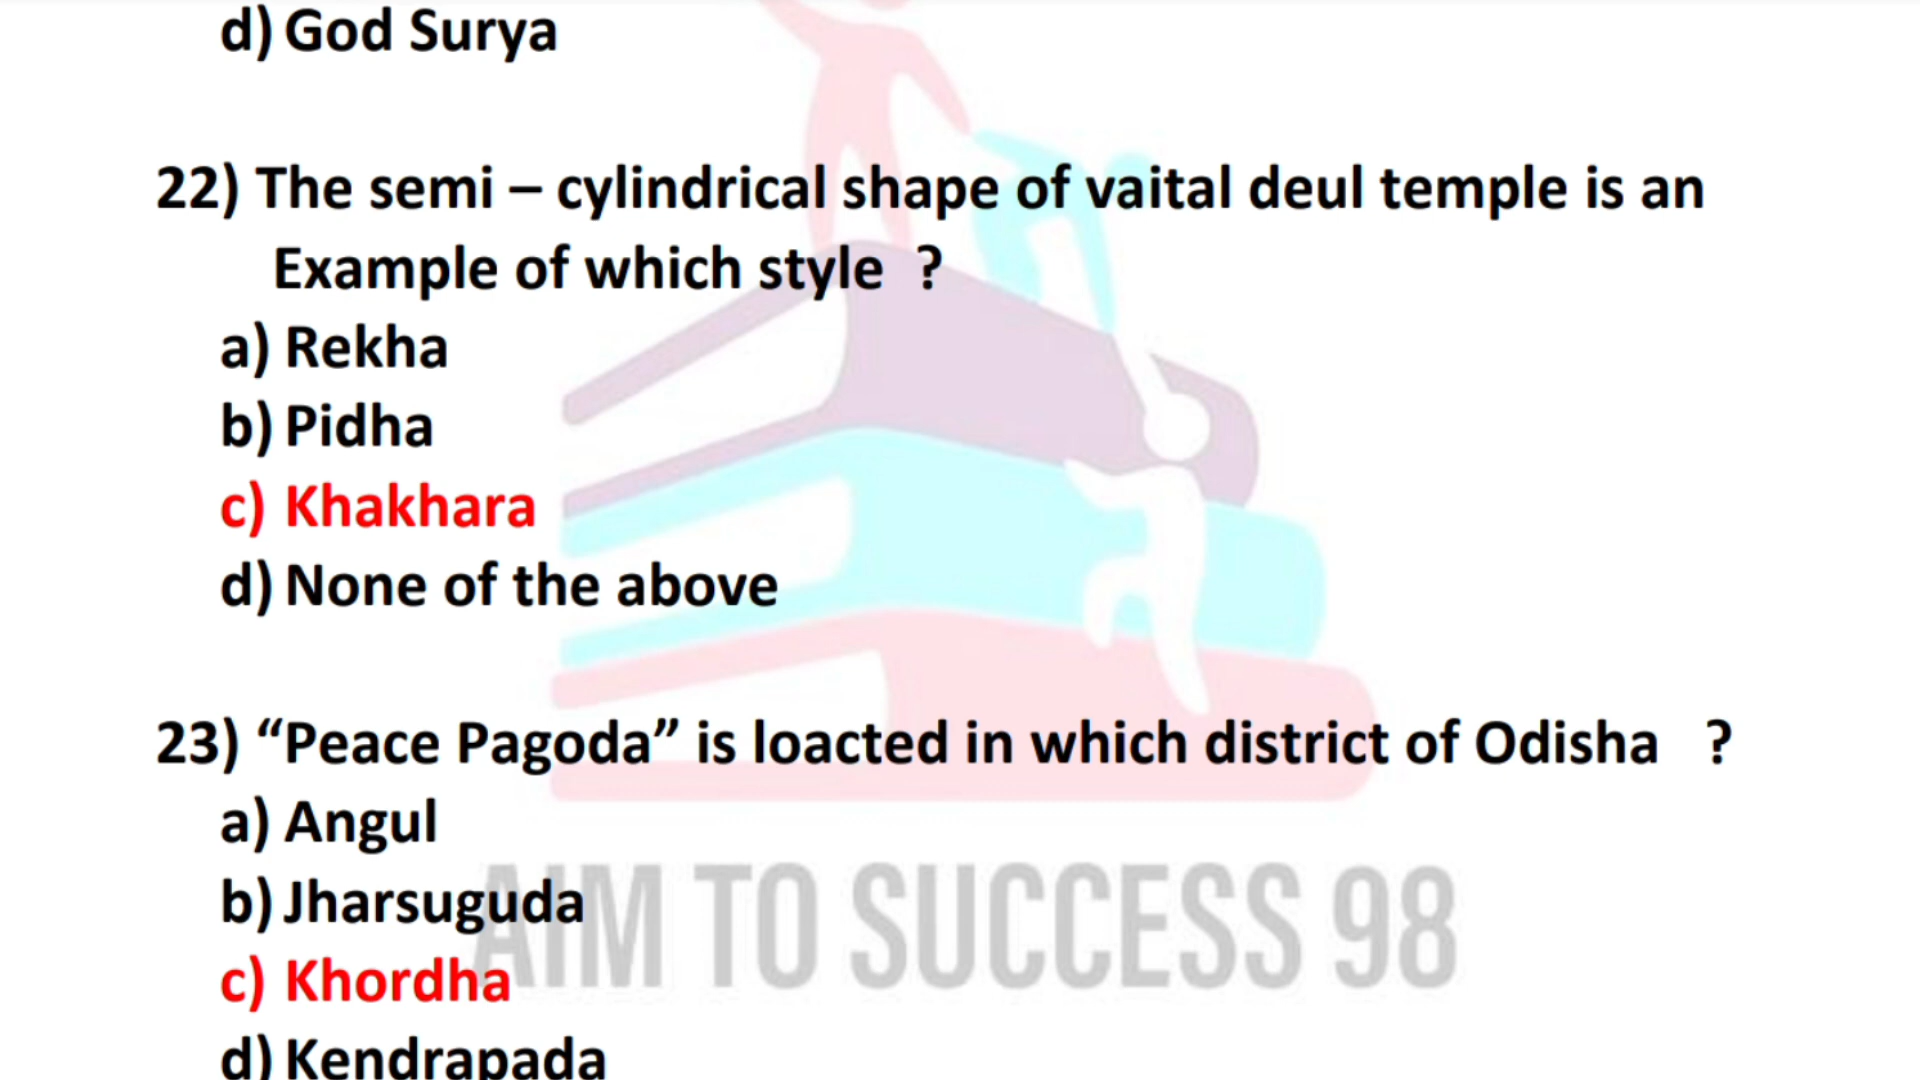 d) God Surya
22) The semi – cylindrical shape of vaital deul temple is an
Example of which style ?
a) Rekha
b) Pidha
c) Khakhara
d) None of the above
23) “Peace Pagoda” is loacted in which district of Odisha ?
a) Angul
b) Jharsuguda
c) Khordha
d) Kendrapada
AIM TO SUCCESS 98